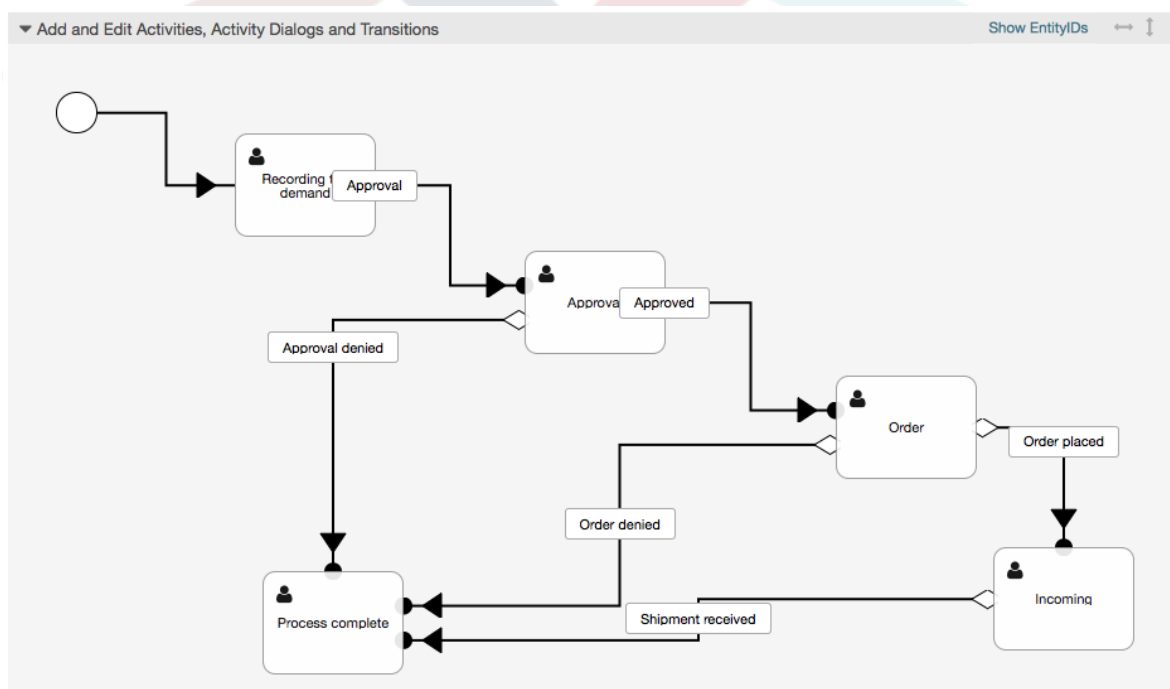 Add and Edit Activities, Activity Dialogs and Transitions
Show EntityIDs
Recording
demand
Approval
Approva
Approved
Approval denied
Order
Order placed
Order denied
Incoming
Process complete
Shipment received